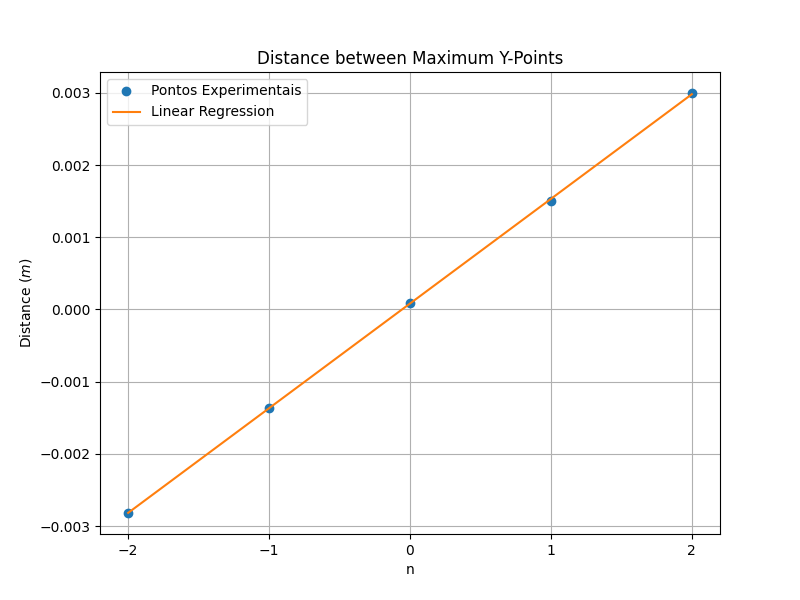 Distance between Maximum Y-Points
Pontos Experimentais
Linear Regression
0.003
0.002
0.001
0.000
−0.001
−0.002
−0.003
Distance (m)
−2
−1
0
1
2
n